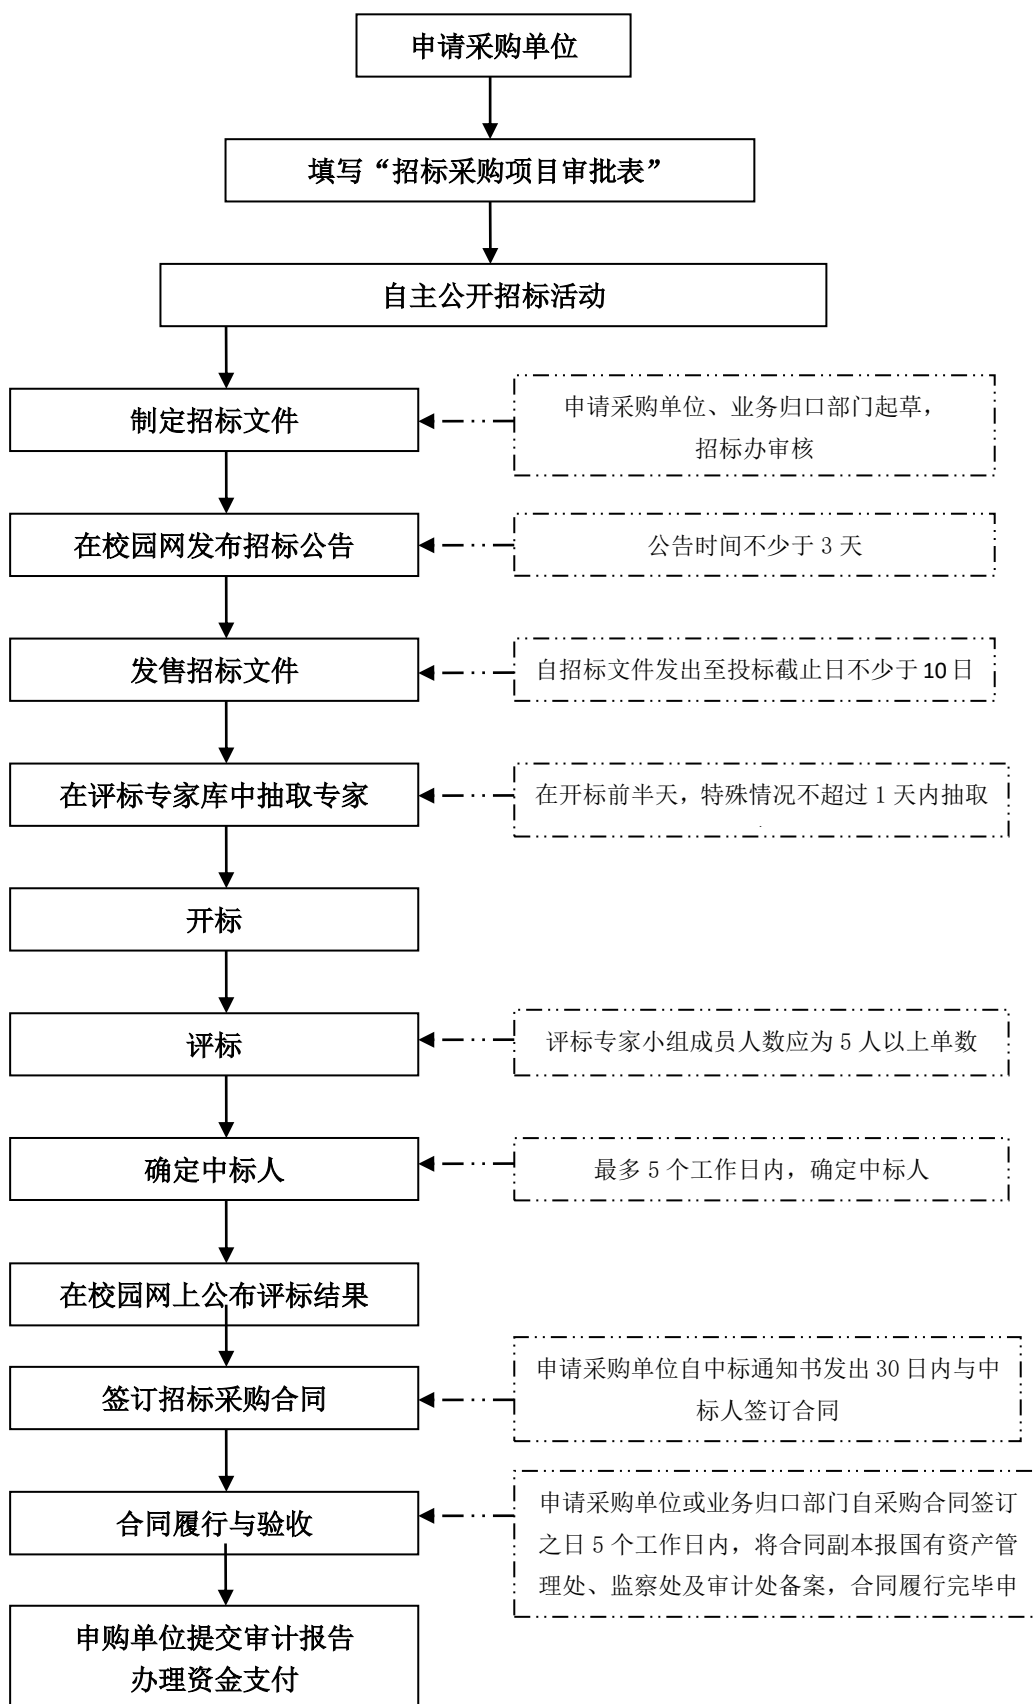 申请采购单位
填写“招标采购项目审批表”
自主公开招标活动
制定招标文件
申请采购单位、业务归口部门起草，
招标办审核
在校园网发布招标公告
公告时间不少于 3 天
发售招标文件
自招标文件发出至投标截止日不少于 10 日
在评标专家库中抽取专家
在开标前半天，特殊情况不超过 1 天内抽取
开标
评标
评标专家小组成员人数应为 5 人以上单数
确定中标人
最多 5 个工作日内，确定中标人
在校园网上公布评标结果
签订招标采购合同
申请采购单位自中标通知书发出 30 日内与中
标人签订合同
合同履行与验收
申请采购单位或业务归口部门自采购合同签订
之日 5 个工作日内，将合同副本报国有资产管
理处、监察处及审计处备案，合同履行完毕申
申购单位提交审计报告
办理资金支付